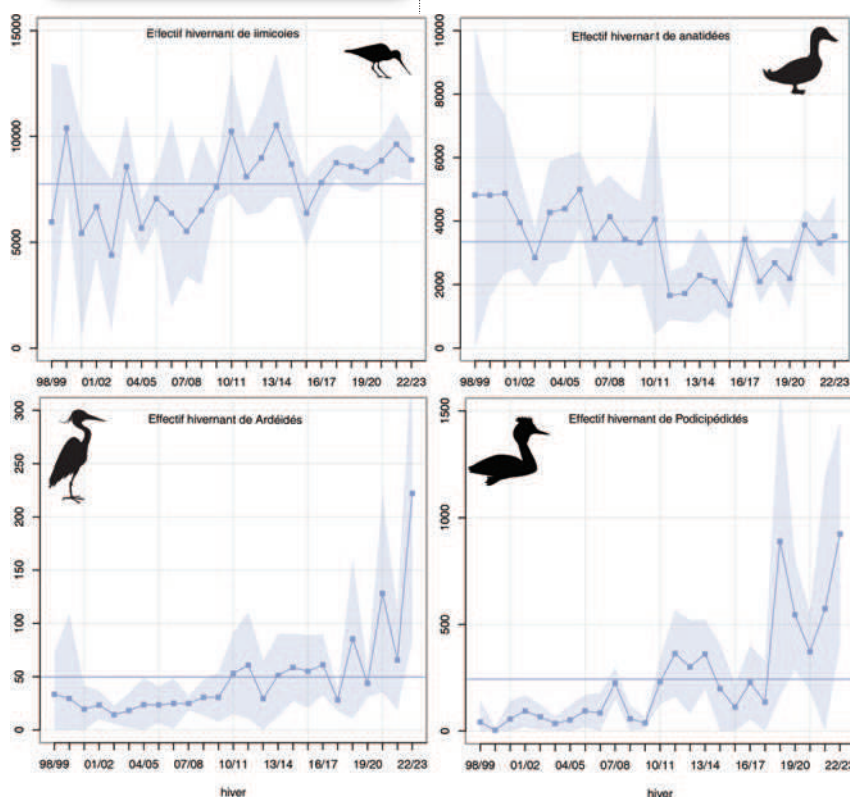 Effectif hivernant de limicoles
15000
10000
5000
0
98/99 01/02 04/05 07/08 10/11 13/14 16/17 19/20 22/23
Effectif hivernant de anatidées
10000
8000
6000
4000
2000
0
98/99 01/02 04/05 07/08 10/11 13/14 16/17 19/20 22/23
Effectif hivernant de Ardéidés
300
250
200
150
100
50
0
98/99 01/02 04/05 07/08 10/11 13/14 16/17 19/20 22/23
hiver
Effectif hivernant de Podicipédidés
1500
1000
500
0
98/99 01/02 04/05 07/08 10/11 13/14 16/17 19/20 22/23
hiver